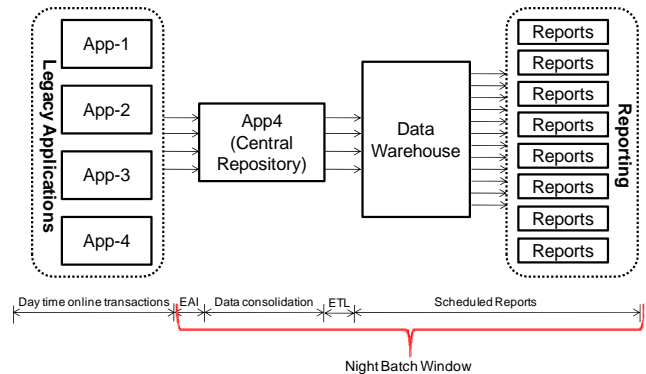 Legacy Applications
App-1
App-2
App-3
App-4
App4
(Central
Repository)
Data
Warehouse
Reports
Reports
Reports
Reports
Reports
Reports
Reports
Reports
Reporting
Day time online transactions
EAI
Data consolidation
ETL
Scheduled Reports
Night Batch Window